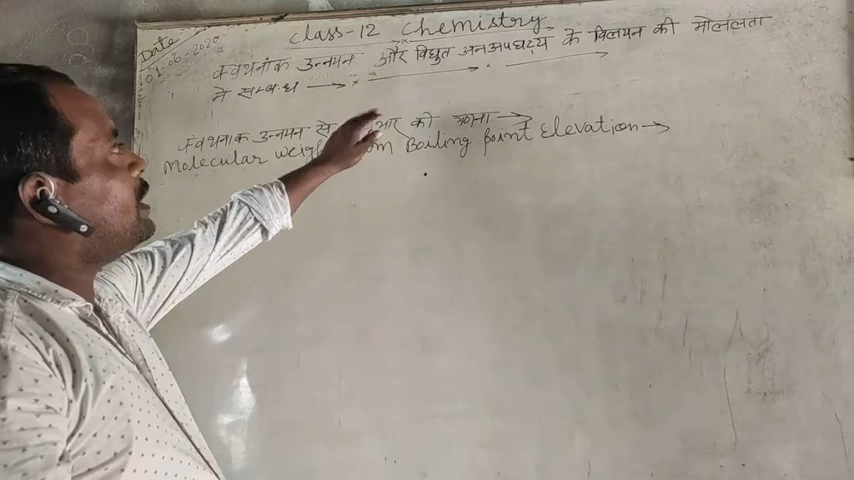 Date
01-06-2020
Class-12 Chemistry
क्वथनांक उन्नयन और विद्युत अनअपघट्य के विलयन की मोललता
मे सम्बन्ध →
क्वथनाक उन्नयन से की →
Molecular Boiling point Elevation →